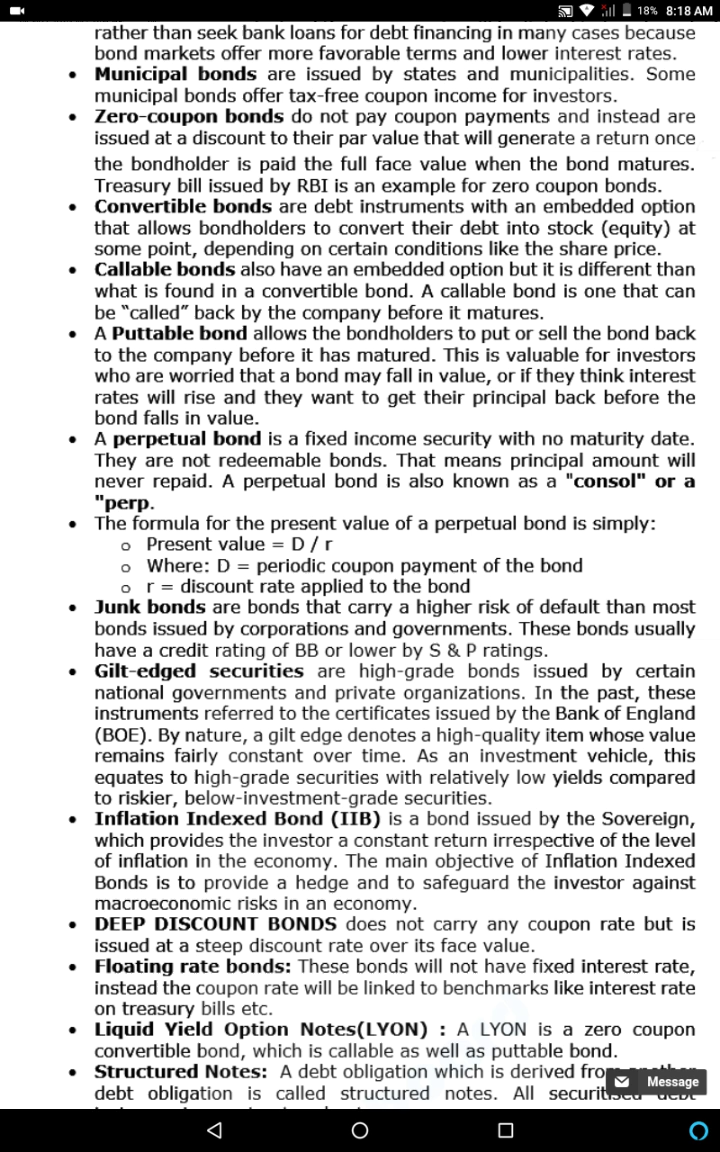 18% 8:18 AM
rather than seek bank loans for debt financing in many cases because
bond markets offer more favorable terms and lower interest rates.
• Municipal bonds are issued by states and municipalities. Some
municipal bonds offer tax-free coupon income for investors.
• Zero-coupon bonds do not pay coupon payments and instead are
issued at a discount to their par value that will generate a return once
the bondholder is paid the full face value when the bond matures.
Treasury bill issued by RBI is an example for zero coupon bonds.
• Convertible bonds are debt instruments with an embedded option
that allows bondholders to convert their debt into stock (equity) at
some point, depending on certain conditions like the share price.
• Callable bonds also have an embedded option but it is different than
what is found in a convertible bond. A callable bond is one that can
be “called” back by the company before it matures.
• A Puttable bond allows the bondholders to put or sell the bond back
to the company before it has matured. This is valuable for investors
who are worried that a bond may fall in value, or if they think interest
rates will rise and they want to get their principal back before the
bond falls in value.
• A perpetual bond is a fixed income security with no maturity date.
They are not redeemable bonds. That means principal amount will
never repaid. A perpetual bond is also known as a "consol" or a
"perp.
• The formula for the present value of a perpetual bond is simply:
o Present value = D / r
o Where: D = periodic coupon payment of the bond
o r = discount rate applied to the bond
• Junk bonds are bonds that carry a higher risk of default than most
bonds issued by corporations and governments. These bonds usually
have a credit rating of BB or lower by S & P ratings.
• Gilt-edged securities are high-grade bonds issued by certain
national governments and private organizations. In the past, these
instruments referred to the certificates issued by the Bank of England
(BOE). By nature, a gilt edge denotes a high-quality item whose value
remains fairly constant over time. As an investment vehicle, this
equates to high-grade securities with relatively low yields compared
to riskier, below-investment-grade securities.
• Inflation Indexed Bond (IIB) is a bond issued by the Sovereign,
which provides the investor a constant return irrespective of the level
of inflation in the economy. The main objective of Inflation Indexed
Bonds is to provide a hedge and to safeguard the investor against
macroeconomic risks in an economy.
• DEEP DISCOUNT BONDS does not carry any coupon rate but is
issued at a steep discount rate over its face value.
• Floating rate bonds: These bonds will not have fixed interest rate,
instead the coupon rate will be linked to benchmarks like interest rate
on treasury bills etc.
• Liquid Yield Option Notes(LYON) : A LYON is a zero coupon
convertible bond, which is callable as well as puttable bond.
• Structured Notes: A debt obligation which is derived from another
debt obligation is called structured notes. All securitised debt
Message